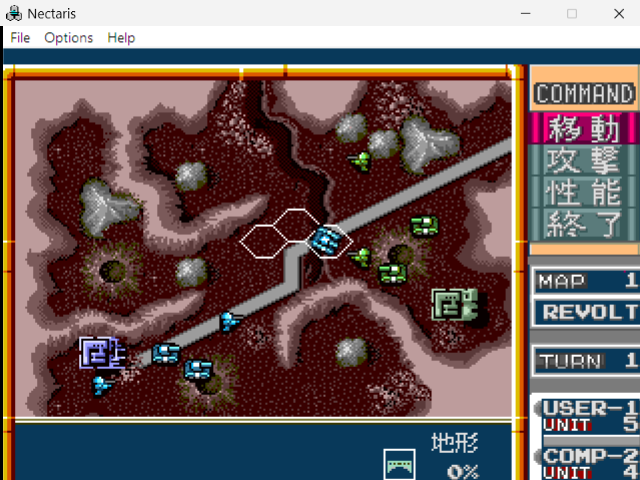 Nectaris
File Options Help
COMMAND
移動
攻撃
性能
終了
MAP 1
REVOLT
TURN 1
USER-1
UNIT 5
COMP-2
UNIT 4
地形
0%